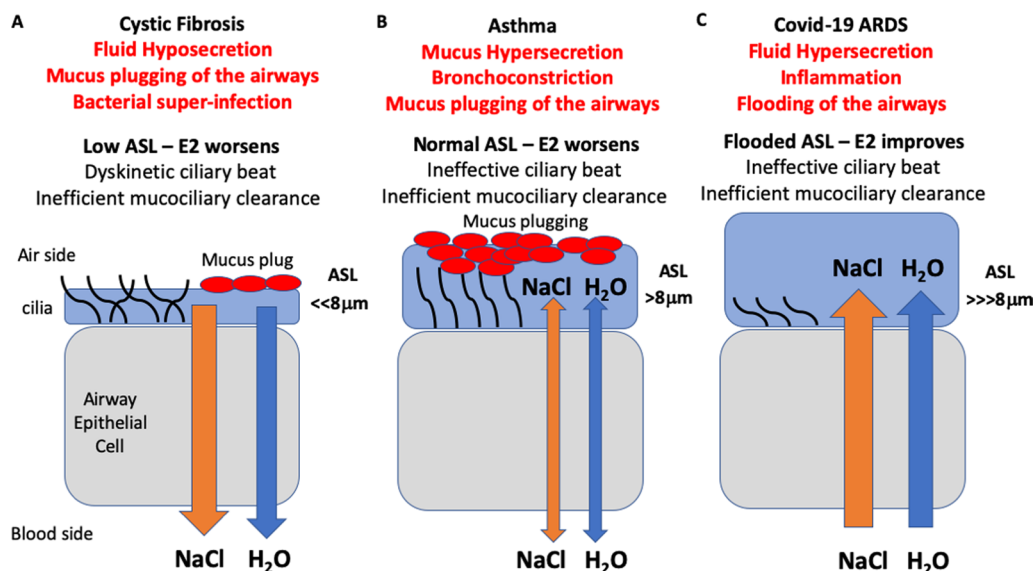 A
Cystic Fibrosis
Fluid Hyposecretion
Mucus plugging of the airways
Bacterial super-infection
Low ASL – E2 worsens
Dyskinetic ciliary beat
Inefficient mucociliary clearance
Air side
Mucus plug
ASL
<<8μm
cilia
Airway
Epithelial
Cell
Blood side
NaCl
H₂O
B
Asthma
Mucus Hypersecretion
Bronchoconstriction
Mucus plugging of the airways
Normal ASL – E2 worsens
Ineffective ciliary beat
Inefficient mucociliary clearance
Mucus plugging
NaCl
H₂O
ASL
>8μm
NaCl
H₂O
C
Covid-19 ARDS
Fluid Hypersecretion
Inflammation
Flooding of the airways
Flooded ASL – E2 improves
Ineffective ciliary beat
Inefficient mucociliary clearance
NaCl
H₂O
ASL
>>>8μm
NaCl
H₂O